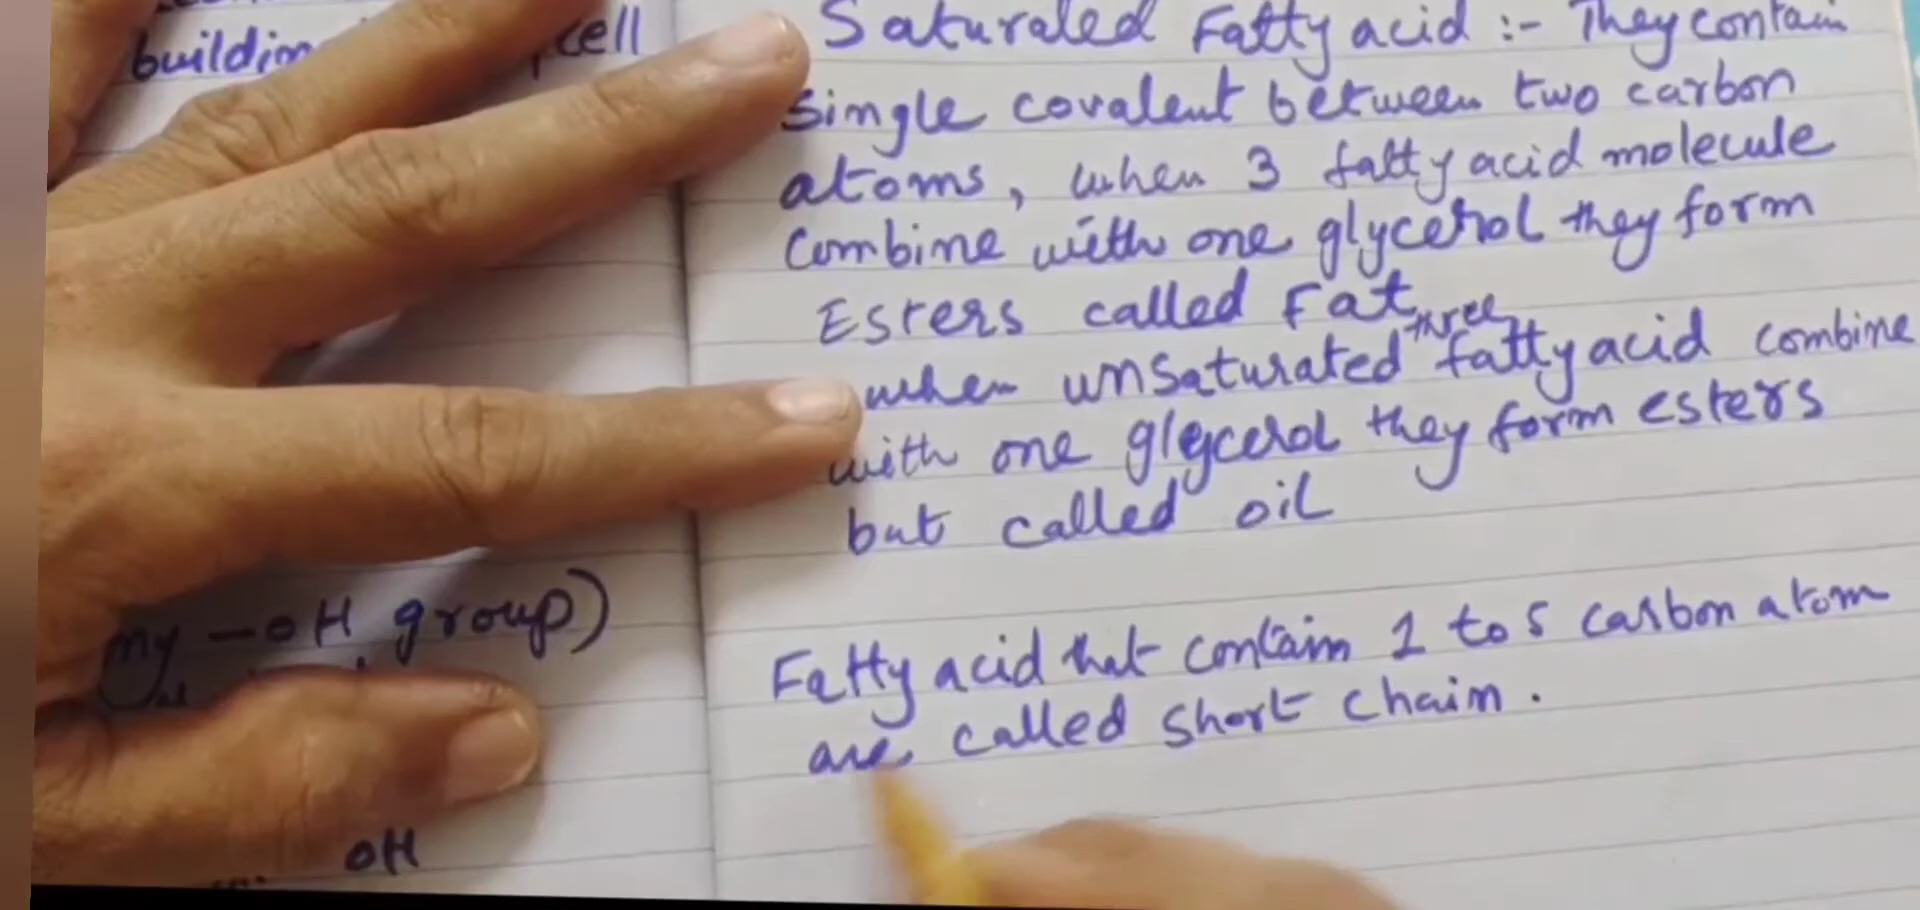 building cell
my -oH group)
oH
Saturated Fatty acid :- They contain
single covalent between two carbon
atoms, when 3 fatty acid molecule
combine with one glycerol they form
Esters called Fat
when unsaturated three fatty acid combine
with one glycerol they form esters
but called oil
Fatty acid that contain 1 to 5 carbon atom
are called short chain.